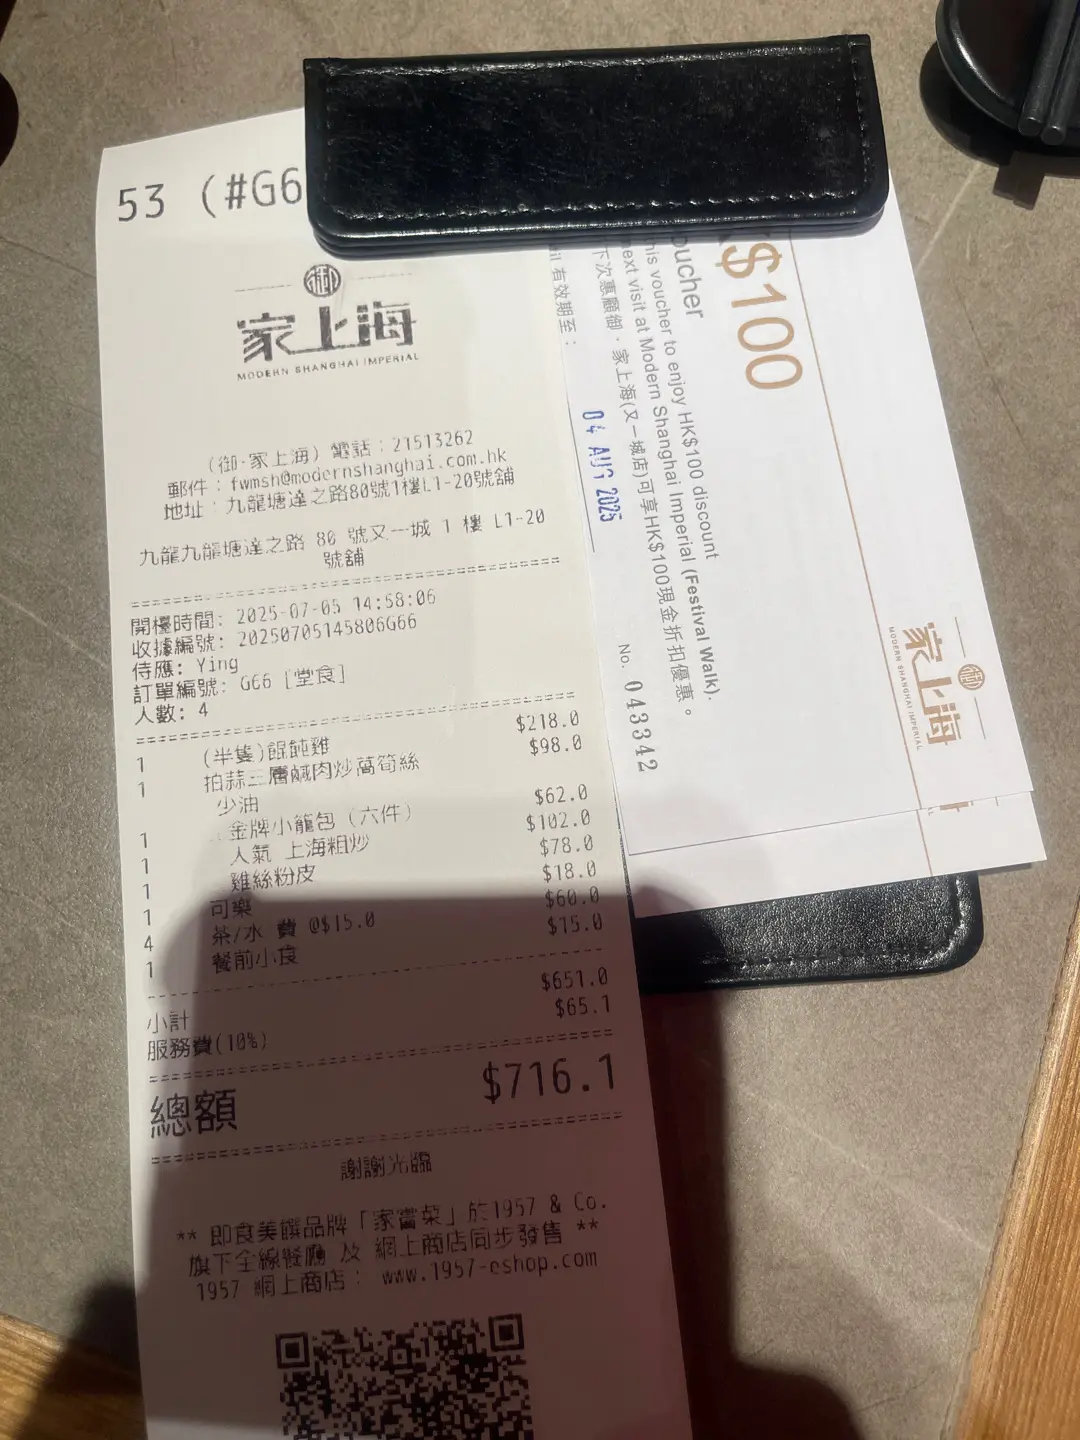 53 (#G6
御
家上海
MODERN SHANGHAI IMPERIAL
(御·家上海) 電話：21513262
郵件：fwmsh@modernshanghai.com.hk
地址：九龍塘達之路80號1樓L1-20號舖
九龍九龍塘達之路 80 號又一城 1 樓 L1-20
號舖
開檯時間: 2025-07-05 14:58:06
收據編號: 20250705145806G66
侍應: Ying
訂單編號: G66 [堂食]
人數: 4
1 (半隻)餛飩雞 $218.0
1 拍蒜三層鹹肉炒萵筍絲 $98.0
少油
1 金牌小籠包 (六件) $62.0
1 人氣 上海粗炒 $102.0
1 雞絲粉皮 $78.0
1 可樂 $18.0
4 茶/水 費 @$15.0 $60.0
1 餐前小食 $15.0
小計 $651.0
服務費(10%) $65.1
總額 $716.1
謝謝光臨
** 即食美饌品牌「家嘗菜」於1957 & Co.
旗下全線餐廳 及 網上商店同步發售 **
1957 網上商店： www.1957-eshop.com
$100
oucher
his voucher to enjoy HK$100 discount
next visit at Modern Shanghai Imperial (Festival Walk).
下次惠顧御·家上海(又一城店)可享HK$100現金折扣優惠。
til 有效期至：
04 AUG 2025
No. 043342
御
家上海
MODERN SHANGHAI IMPERIAL